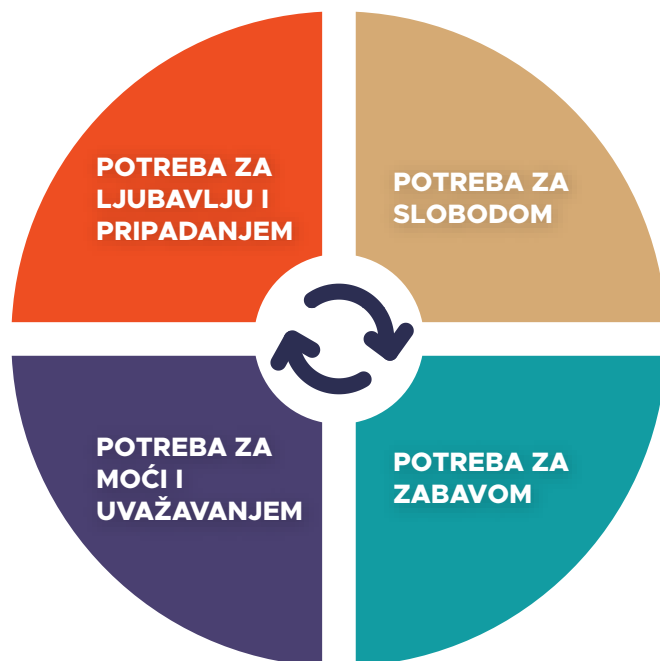 POTREBA ZA
LJUBAVLJU I
PRIPADANJEM
POTREBA ZA
SLOBODOM
POTREBA ZA
MOĆI I
UVAŽAVANJEM
POTREBA ZA
ZABAVOM